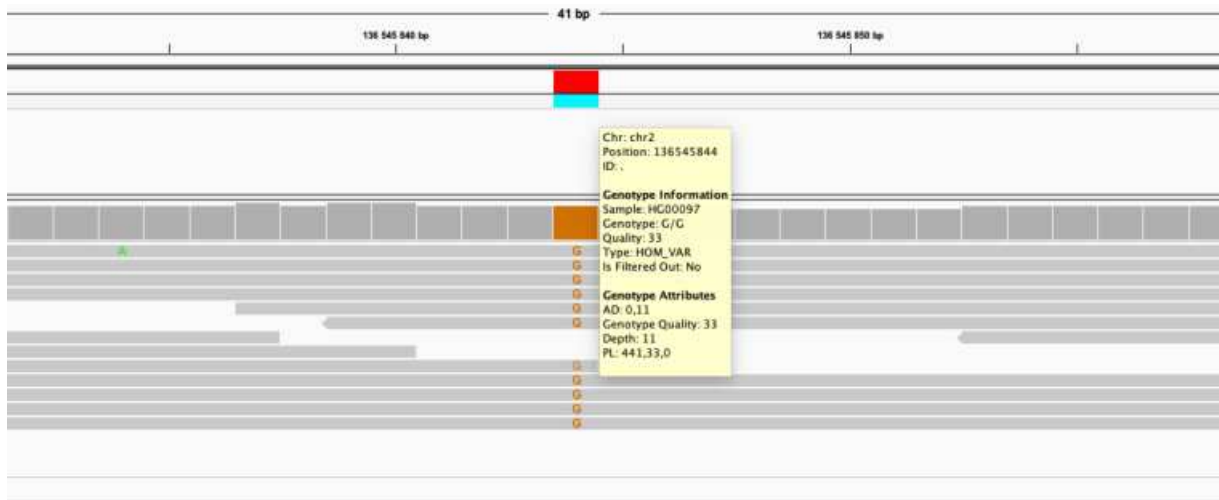 41 bp
136 545 840 bp
136 545 850 bp
Chr: chr2
Position: 136545844
ID: .
Genotype Information
Sample: HG00097
Genotype: G/G
Quality: 33
Type: HOM_VAR
Is Filtered Out: No
Genotype Attributes
AD: 0,11
Genotype Quality: 33
Depth: 11
PL: 441,33,0
A
G
G
G
G
G
G
G
G
G
G
G